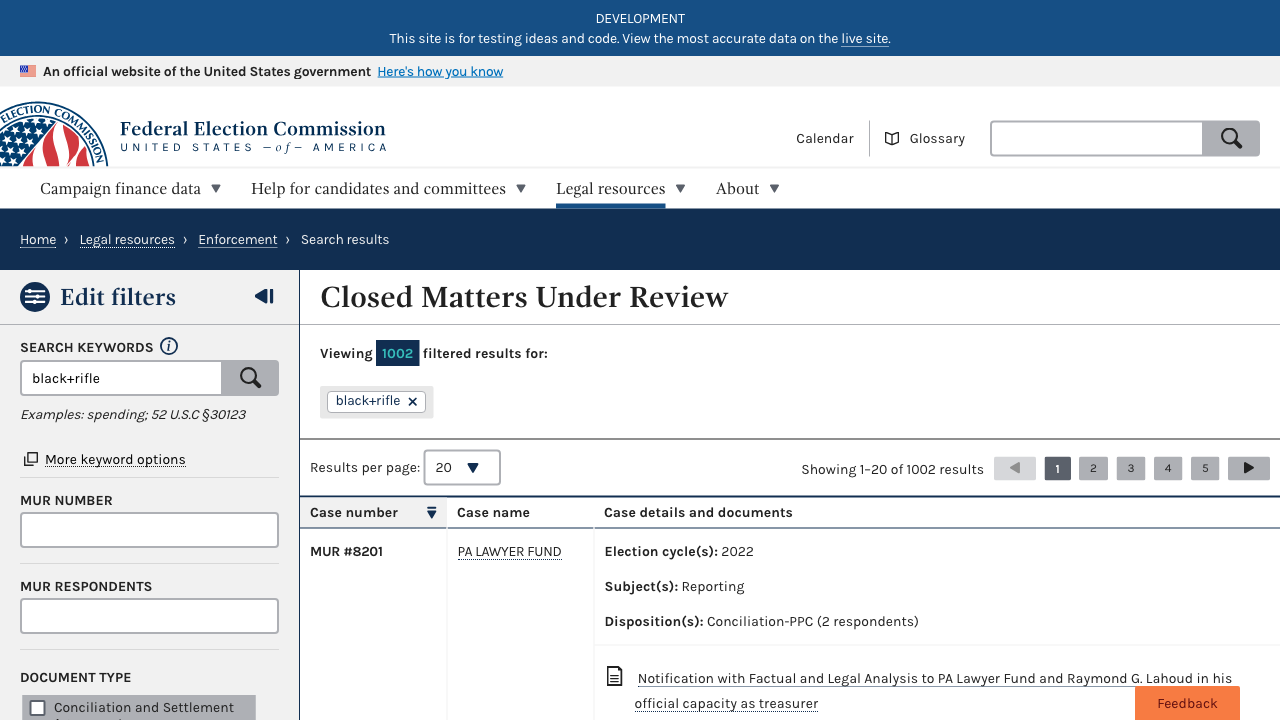 DEVELOPMENT
This site is for testing ideas and code. View the most accurate data on the live site.
An official website of the United States government Here's how you know
ELECTION COMMISSION
Federal Election Commission
UNITED STATES —of— AMERICA
Calendar
Glossary
Campaign finance data
Help for candidates and committees
Legal resources
About
Home › Legal resources › Enforcement › Search results
Edit filters
SEARCH KEYWORDS
black+rifle
Examples: spending; 52 U.S.C §30123
More keyword options
MUR NUMBER
MUR RESPONDENTS
DOCUMENT TYPE
Conciliation and Settlement
Closed Matters Under Review
Viewing 1002 filtered results for:
black+rifle
Results per page: 20
Showing 1–20 of 1002 results
1 2 3 4 5
Case number
Case name
Case details and documents
MUR #8201
PA LAWYER FUND
Election cycle(s): 2022
Subject(s): Reporting
Disposition(s): Conciliation-PPC (2 respondents)
Notification with Factual and Legal Analysis to PA Lawyer Fund and Raymond G. Lahoud in his
official capacity as treasurer
Feedback